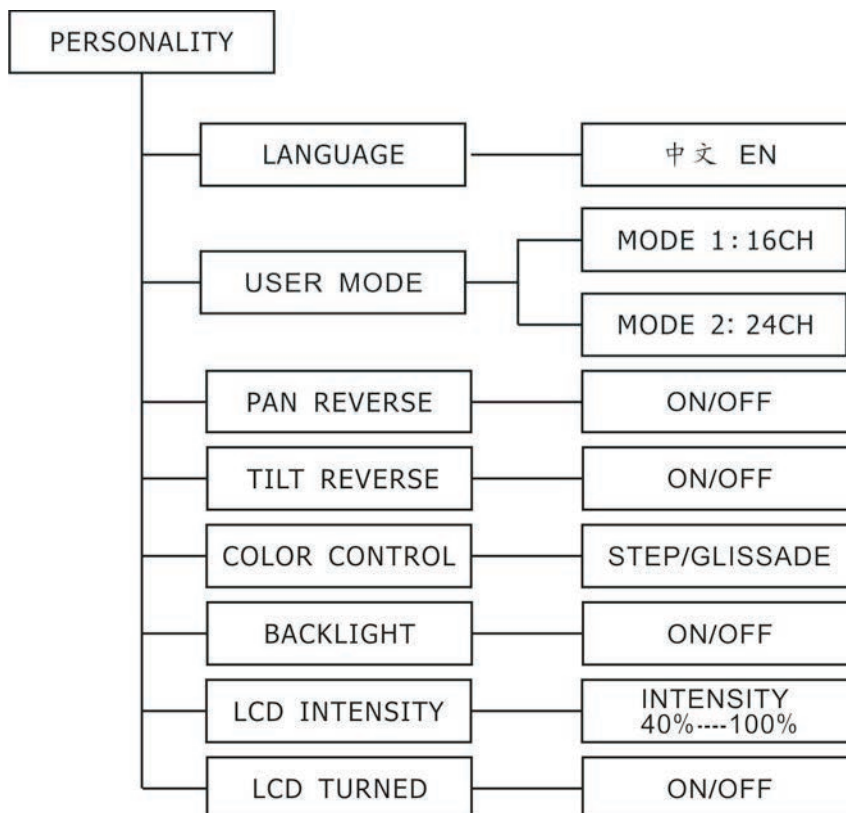 PERSONALITY
LANGUAGE
中文 EN
USER MODE
MODE 1:16CH
MODE 2: 24CH
PAN REVERSE
ON/OFF
TILT REVERSE
ON/OFF
COLOR CONTROL
STEP/GLISSADE
BACKLIGHT
ON/OFF
LCD INTENSITY
INTENSITY
40%----100%
LCD TURNED
ON/OFF